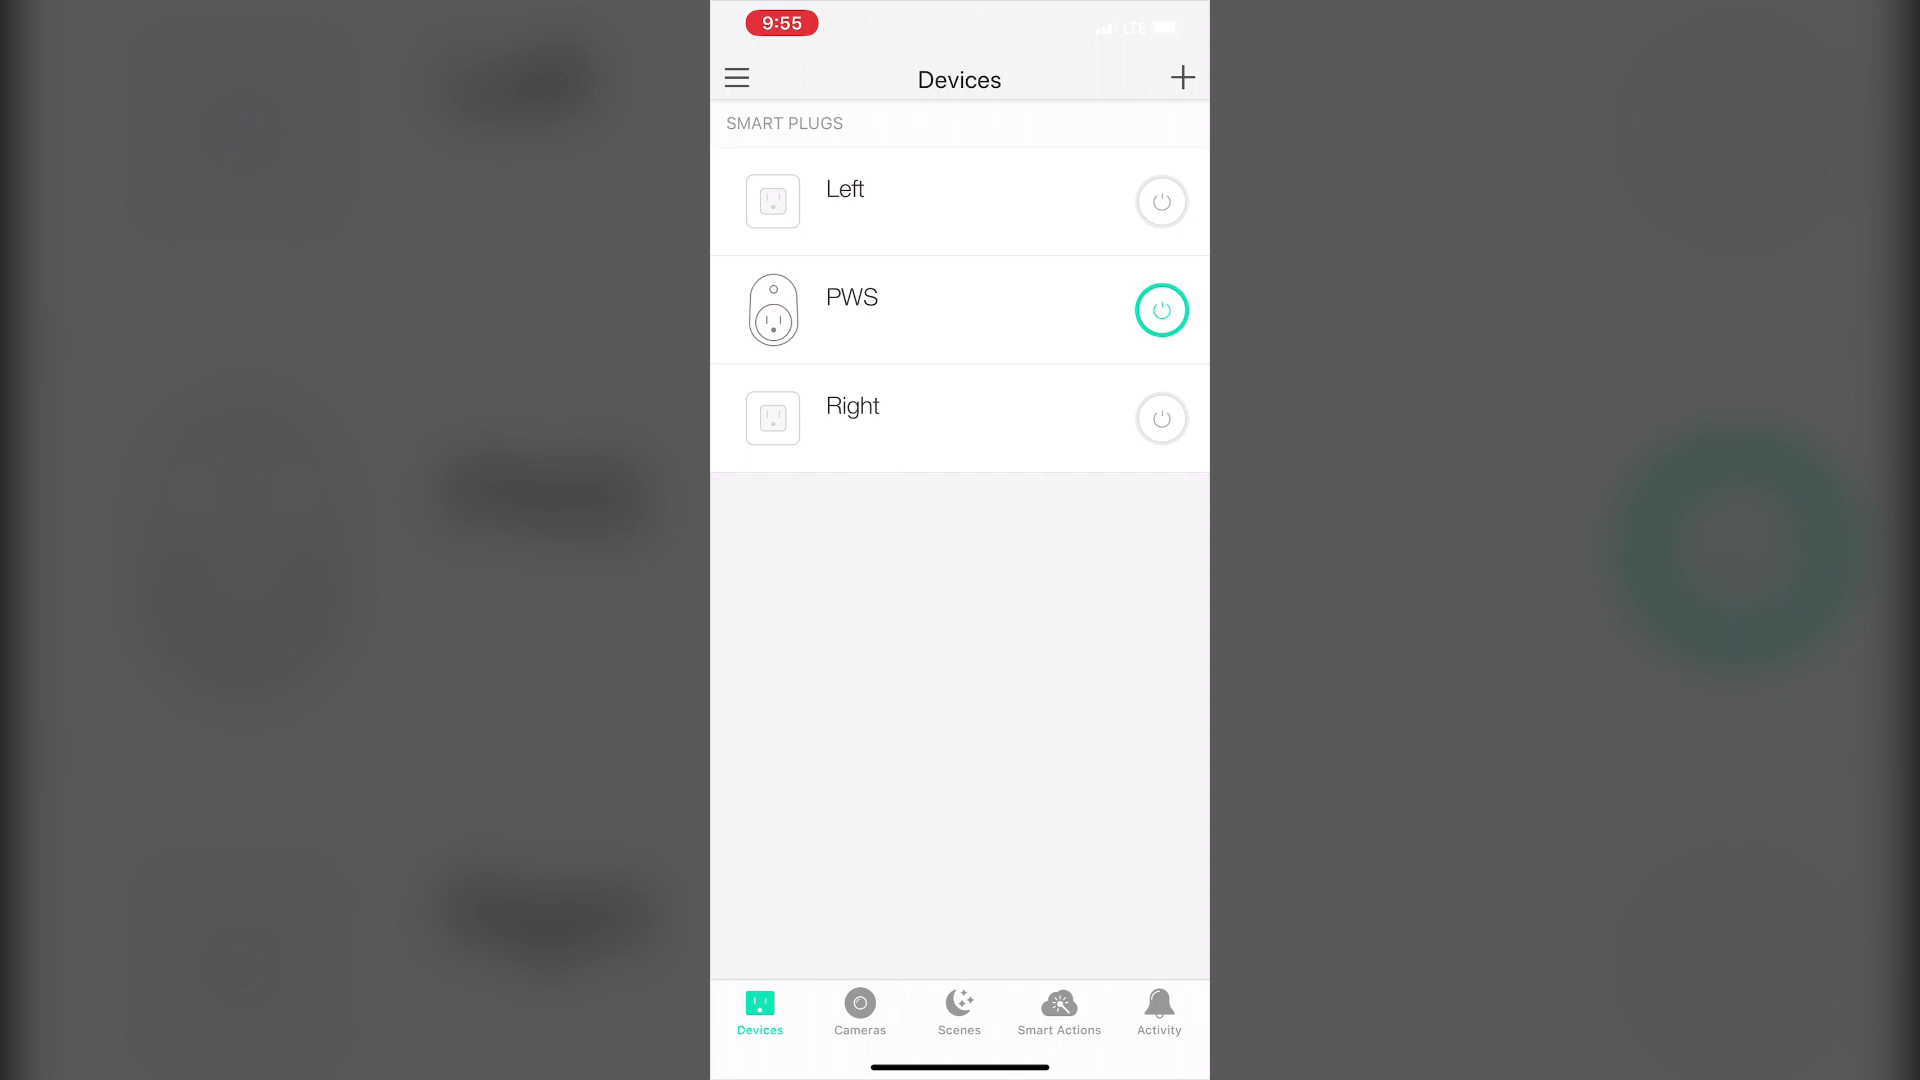 9:55
LTE
Devices
SMART PLUGS
Left
PWS
Right
Devices
Cameras
Scenes
Smart Actions
Activity